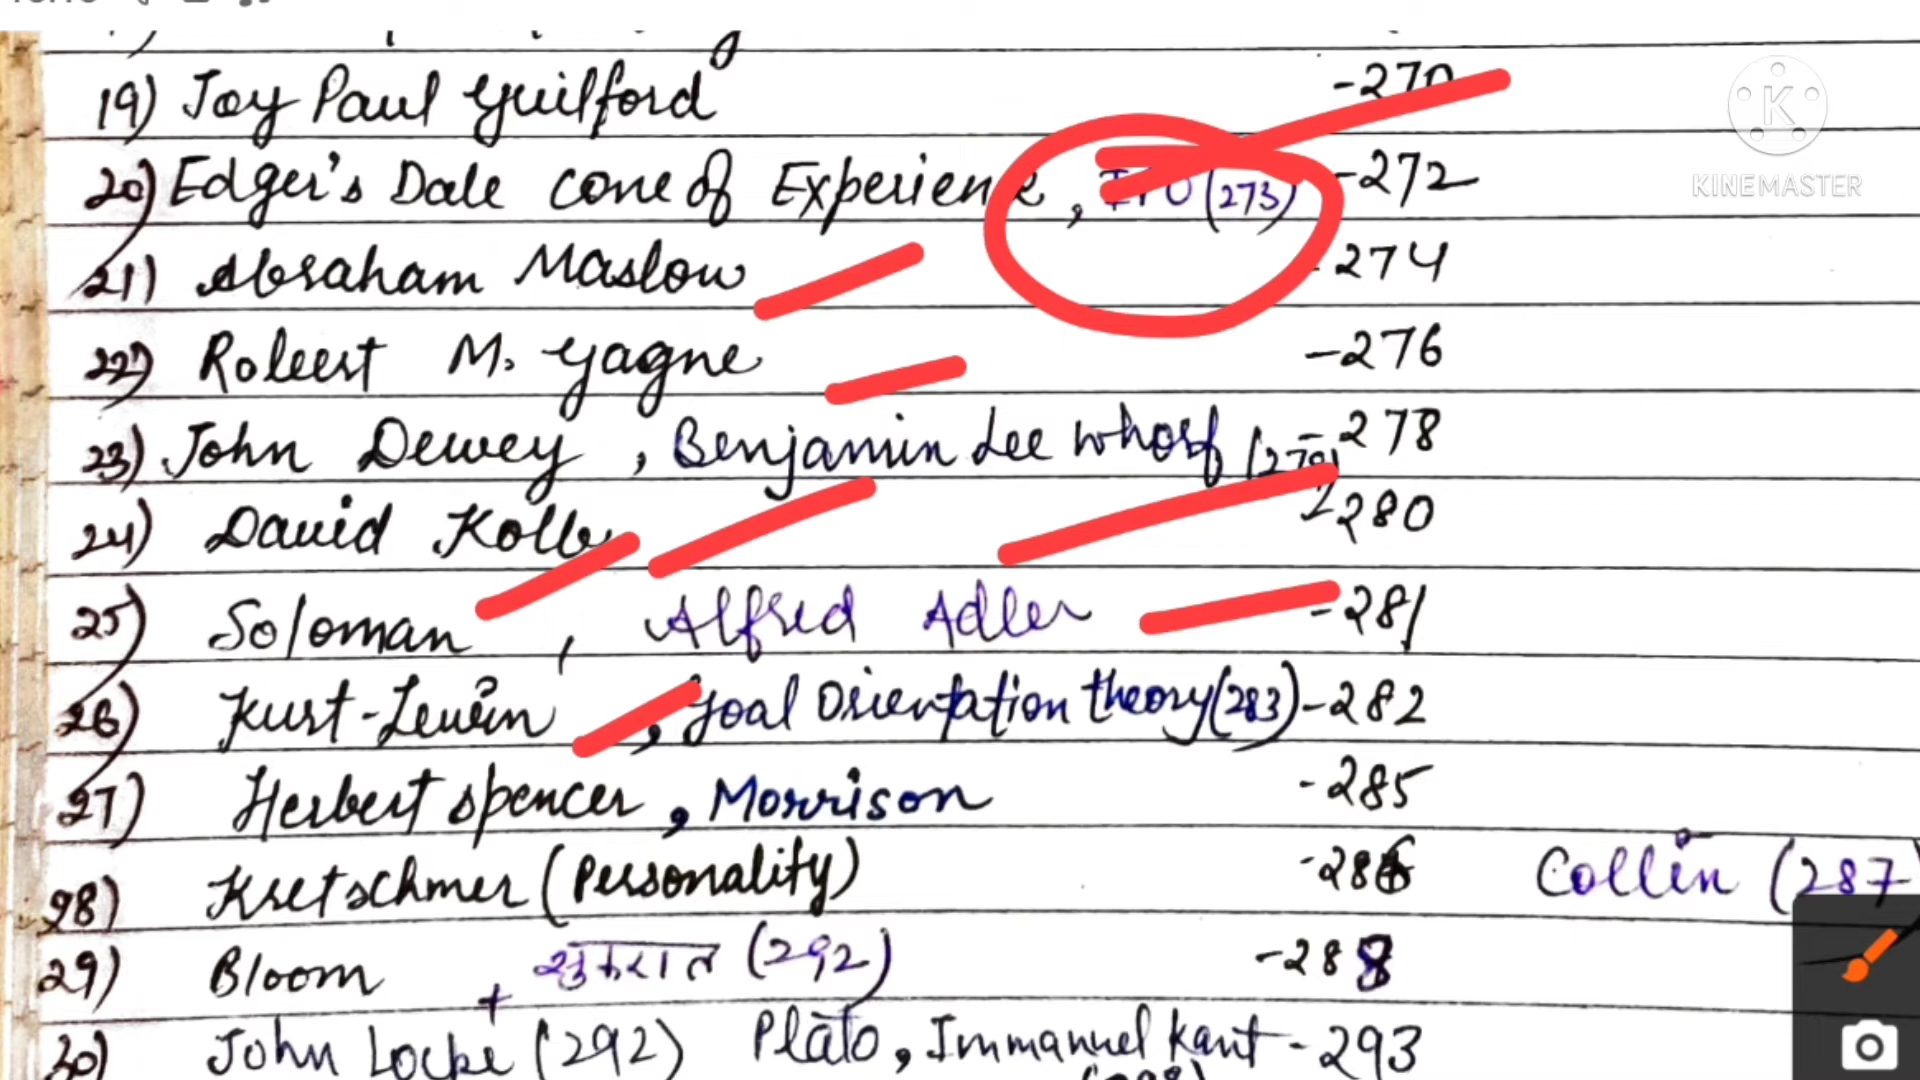 19) Joy Paul Guilford -270
20) Edger's Dale cone of Experience, (273) -272
21) Abraham Maslow -274
22) Robert M. Gagne -276
23) John Dewey, Benjamin Lee Whorf (279) -278
24) David Kolb -280
25) Soloman, Alfred Adler -281
26) Kurt-Lewin, Goal Orientation theory (283) -282
27) Herbert Spencer, Morrison -285
28) Kretschmer (Personality) -286 Collin (287
29) Bloom + सुकरात (292) -288
30) John Locke (292) Plato, Immanuel Kant -293
KINEMASTER